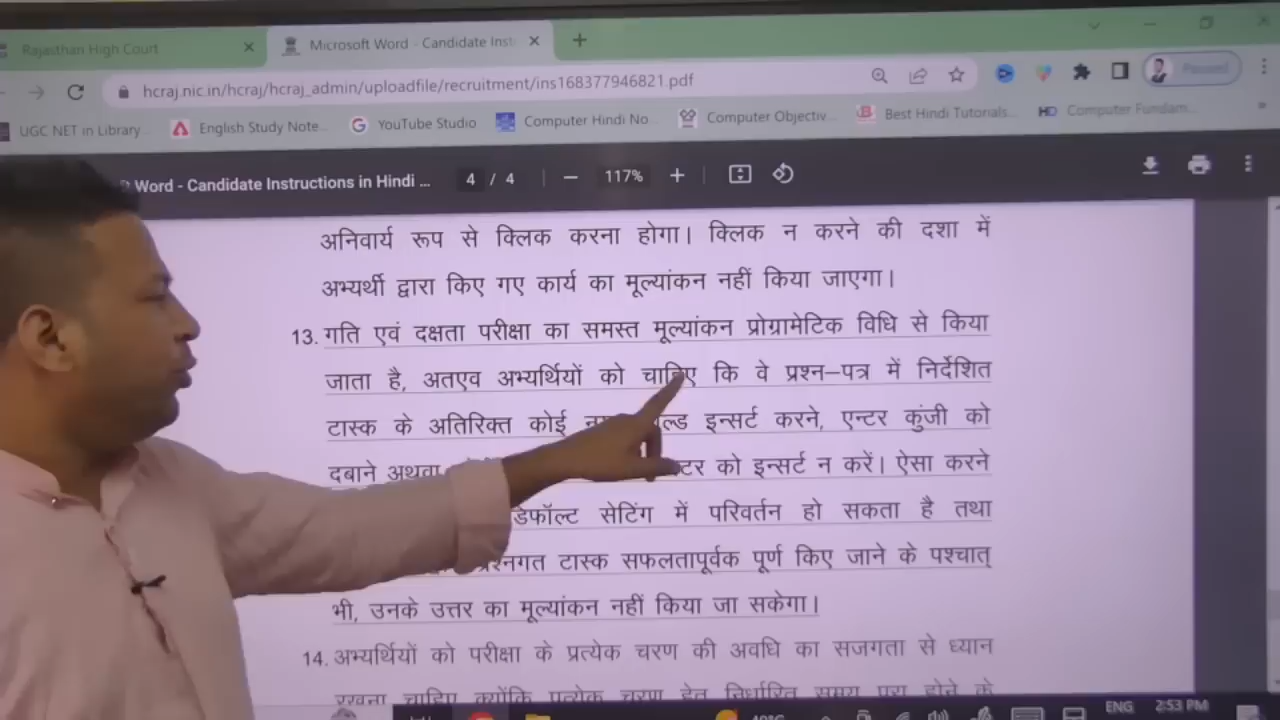 Rajasthan High Court
Microsoft Word - Candidate Inst
hcraj.nic.in/hcraj/hcraj_admin/uploadfile/recruitment/ins168377946821.pdf
UGC NET in Library... English Study Note... YouTube Studio Computer Hindi No... Computer Objectiv... Best Hindi Tutorials... Computer Fundam...
Word - Candidate Instructions in Hindi ... 4 / 4 117%
अनिवार्य रूप से क्लिक करना होगा। क्लिक न करने की दशा में
अभ्यर्थी द्वारा किए गए कार्य का मूल्यांकन नहीं किया जाएगा।
13. गति एवं दक्षता परीक्षा का समस्त मूल्यांकन प्रोग्रामेटिक विधि से किया
जाता है, अतएव अभ्यर्थियों को चाहिए कि वे प्रश्न–पत्र में निर्देशित
टास्क के अतिरिक्त कोई इन्सर्ट करने, एन्टर कुंजी को
दबाने अथवा को इन्सर्ट न करें। ऐसा करने
डिफॉल्ट सेटिंग में परिवर्तन हो सकता है तथा
टास्क सफलतापूर्वक पूर्ण किए जाने के पश्चात्
भी, उनके उत्तर का मूल्यांकन नहीं किया जा सकेगा।
14. अभ्यर्थियों को परीक्षा के प्रत्येक चरण की अवधि का सजगता से ध्यान
रखना चाहिए क्योंकि प्रत्येक चरण हेतु निर्धारित समय पूरा होने के
ENG 2:53 PM